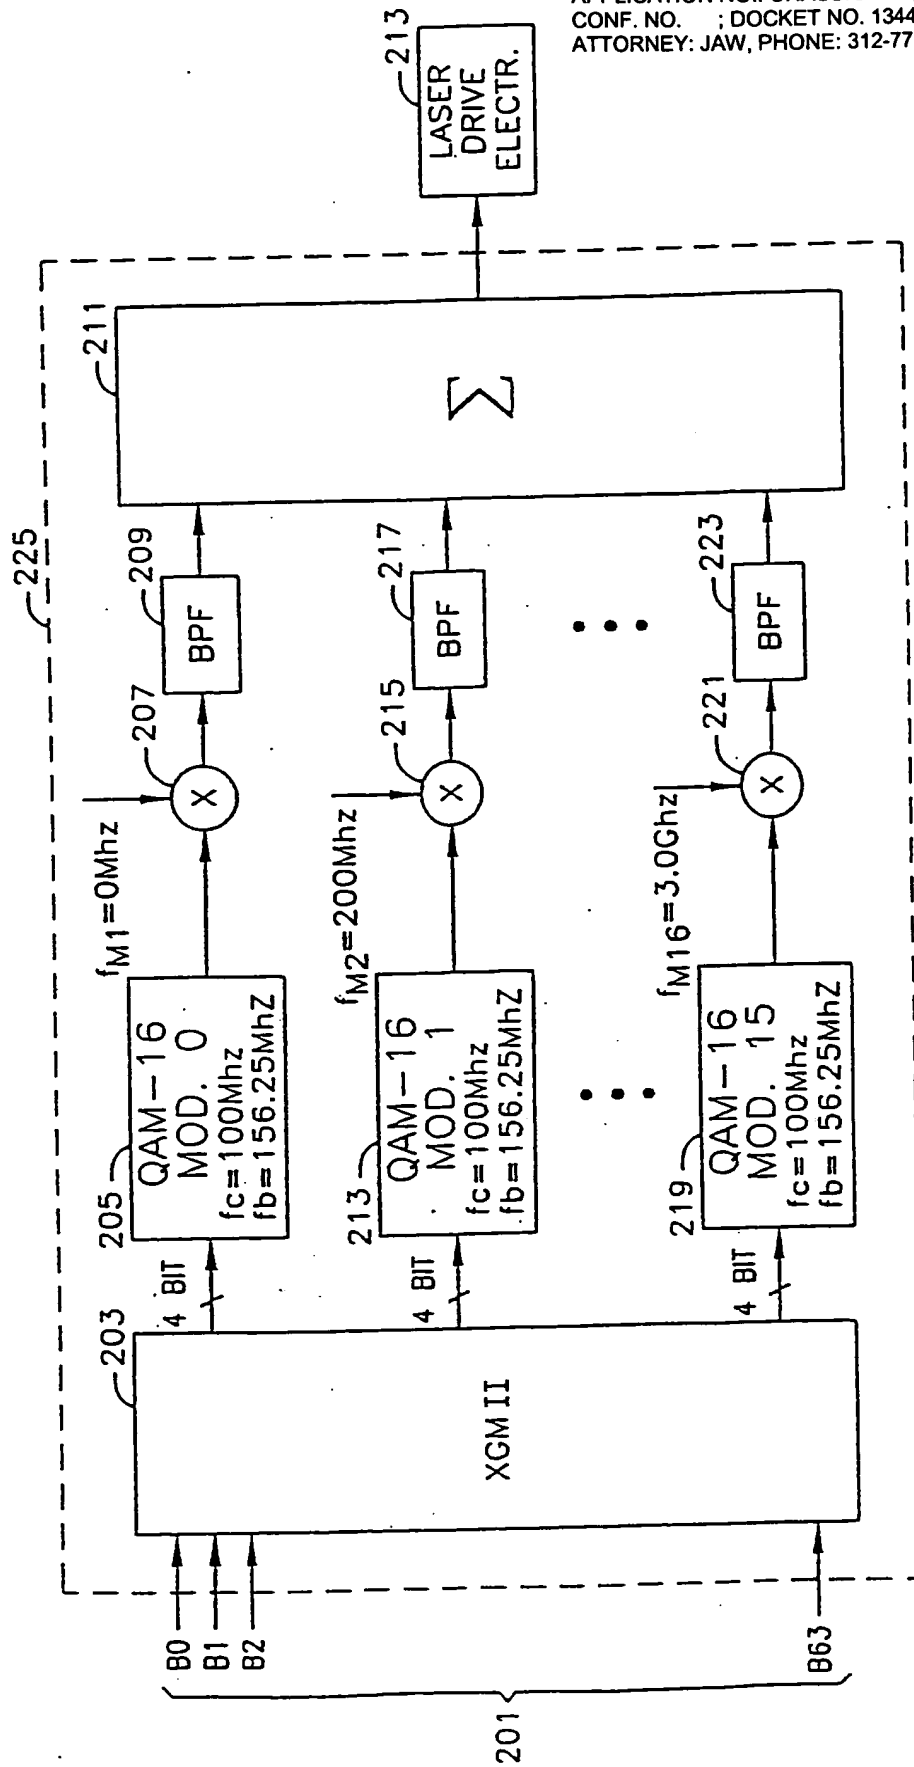 CONF. NO. ; DOCKET NO. 1344
ATTORNEY: JAW, PHONE: 312-77
225
213
LASER
DRIVE
ELECTR.
211
Σ
209
BPF
217
BPF
223
BPF
207
X
215
X
221
X
fM1=0Mhz
fM2=200Mhz
fM16=3.0Ghz
205
QAM-16
MOD. 0
fc=100Mhz
fb=156.25MhZ
213
QAM-16
MOD. 1
fc=100Mhz
fb=156.25MhZ
219
QAM-16
MOD. 15
fc=100Mhz
fb=156.25MhZ
4 BIT
4 BIT
4 BIT
203
XGM II
B0
B1
B2
B63
201